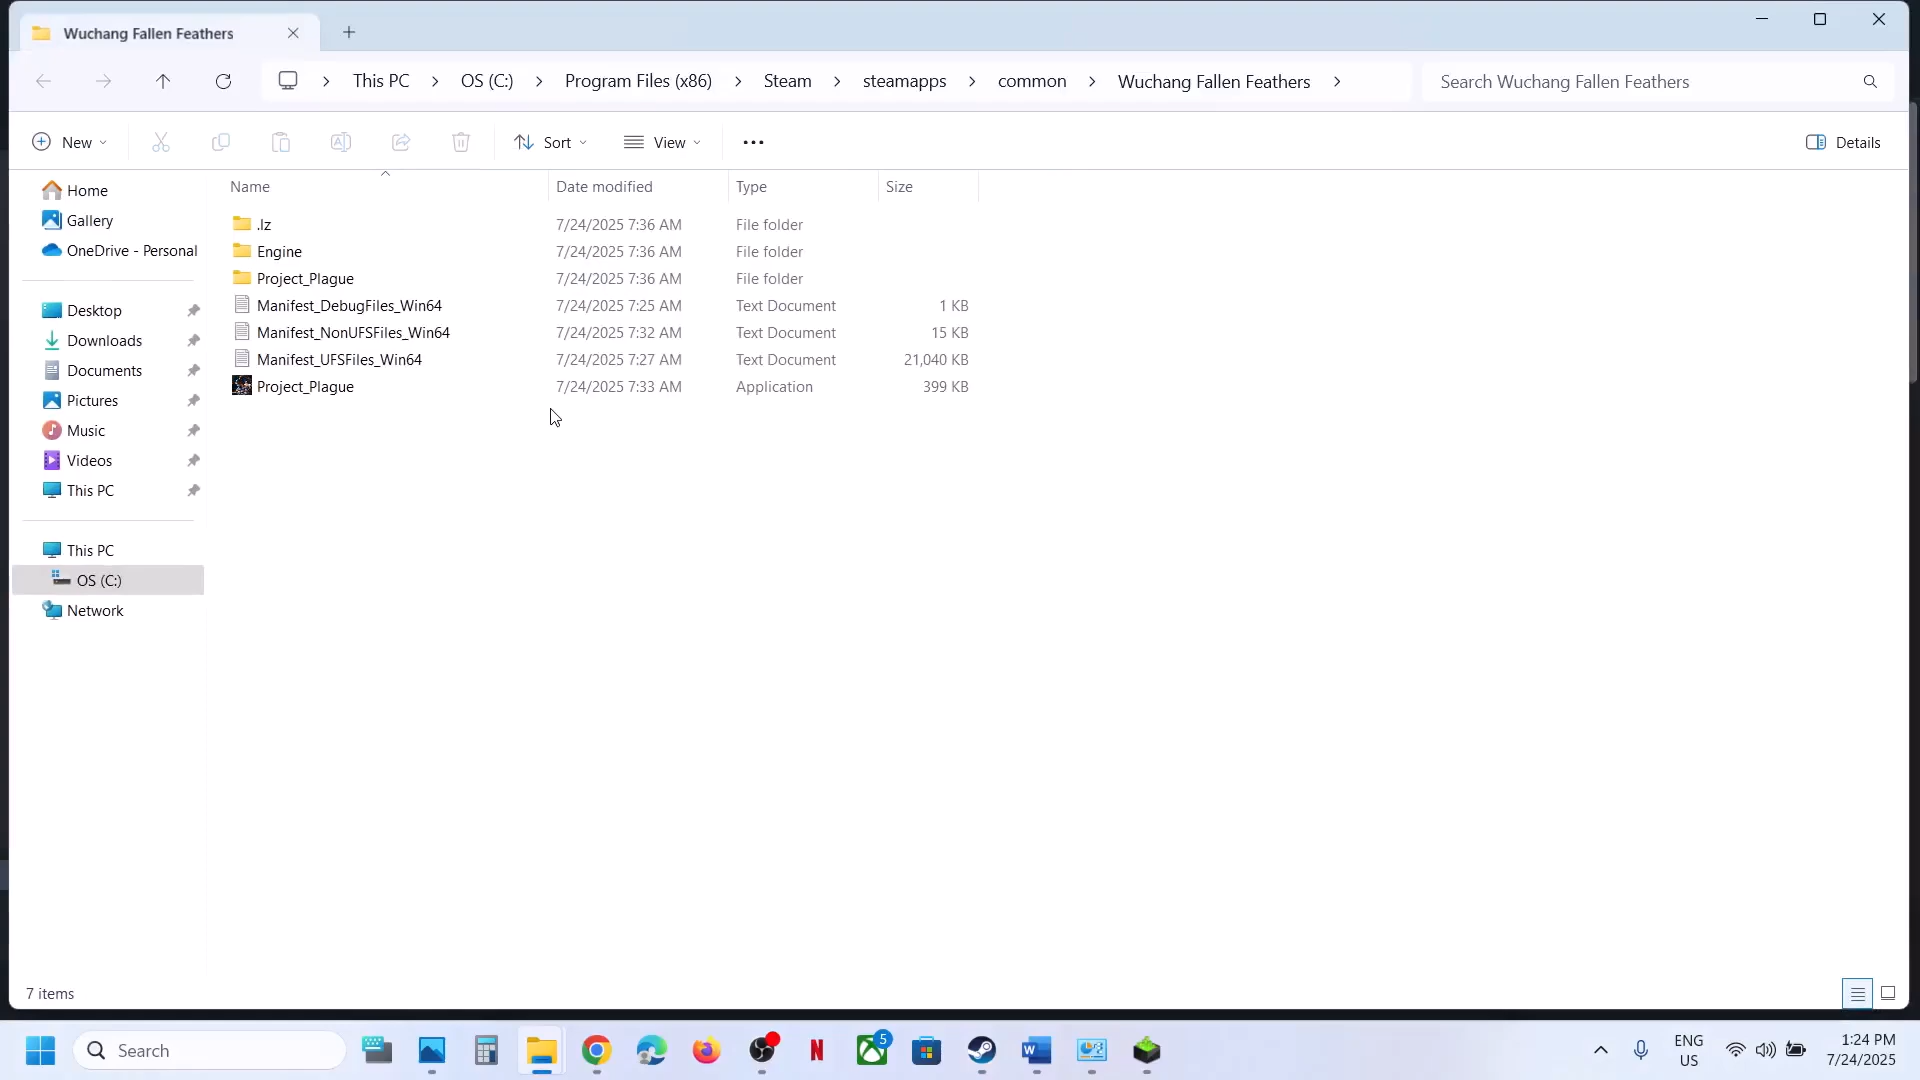 Wuchang Fallen Feathers
This PC > OS (C:) > Program Files (x86) > Steam > steamapps > common > Wuchang Fallen Feathers >
Search Wuchang Fallen Feathers
New
Sort
View
Details
Home
Gallery
OneDrive - Personal
Desktop
Downloads
Documents
Pictures
Music
Videos
This PC
This PC
OS (C:)
Network
Name Date modified Type Size
.lz 7/24/2025 7:36 AM File folder
Engine 7/24/2025 7:36 AM File folder
Project_Plague 7/24/2025 7:36 AM File folder
Manifest_DebugFiles_Win64 7/24/2025 7:25 AM Text Document 1 KB
Manifest_NonUFSFiles_Win64 7/24/2025 7:32 AM Text Document 15 KB
Manifest_UFSFiles_Win64 7/24/2025 7:27 AM Text Document 21,040 KB
Project_Plague 7/24/2025 7:33 AM Application 399 KB
7 items
Search
N
5
W
ENG
US
1:24 PM
7/24/2025